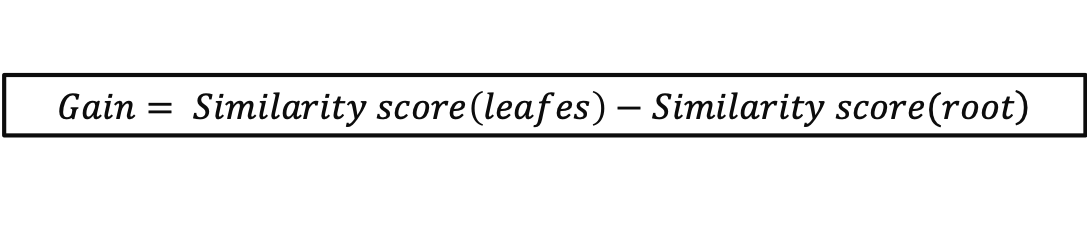 Gain = Similarity score(leafes) − Similarity score(root)